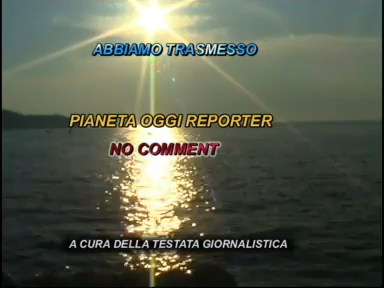 ABBIAMO TRASMESSO
PIANETA OGGI REPORTER
NO COMMENT
A CURA DELLA TESTATA GIORNALISTICA